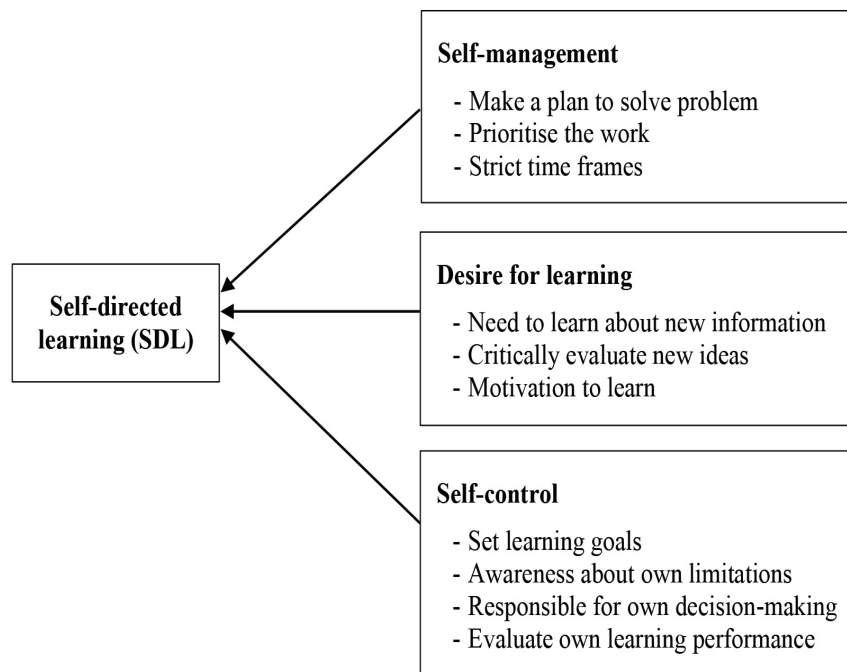 Self-management
- Make a plan to solve problem
- Prioritise the work
- Strict time frames
Self-directed
learning (SDL)
Desire for learning
- Need to learn about new information
- Critically evaluate new ideas
- Motivation to learn
Self-control
- Set learning goals
- Awareness about own limitations
- Responsible for own decision-making
- Evaluate own learning performance